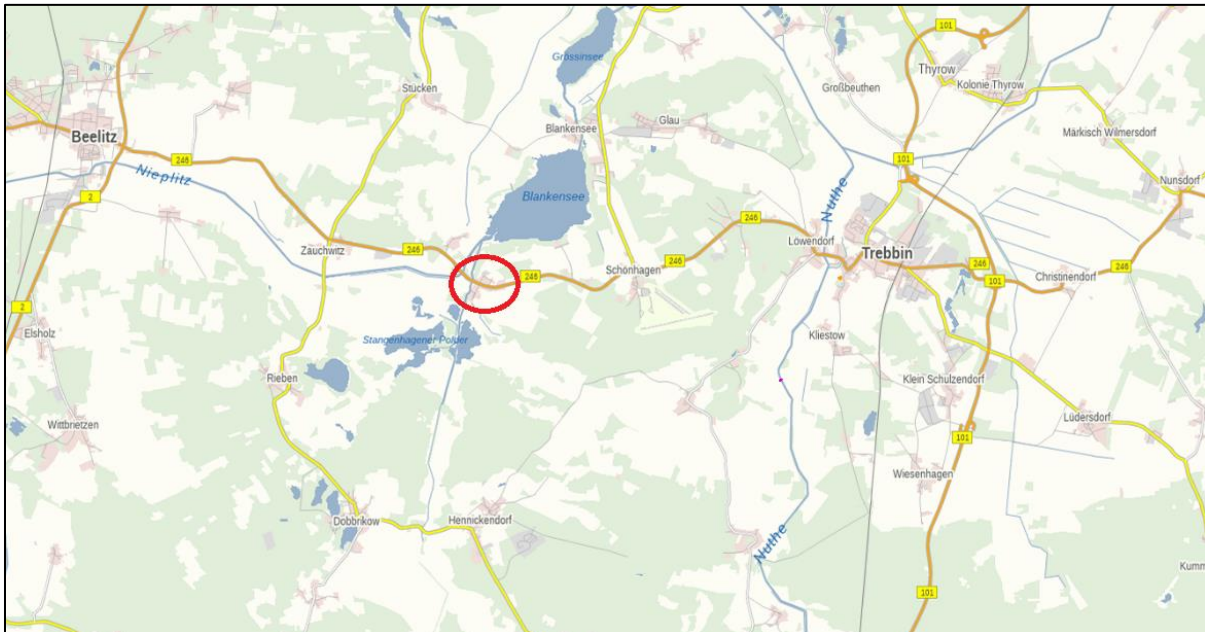 101
Grössinsee
Thyrow
Stücken
Großbeuthen
Kolonie Thyrow
Blankensee
Glau
Märkisch Wilmersdorf
Beelitz
246
101
Nieplitz
Nunsdorf
2
Blankensee
Nuthe
246
Löwendorf
Zauchwitz
246
Trebbin
246
Schönhagen
246
246
246
101
Christinendorf
2
Elsholz
Stangenhagener Polder
Kliestow
Rieben
Klein Schulzendorf
Wittbrietzen
Lüdersdorf
101
Wiesenhagen
Dobbrikow
Hennickendorf
Nuthe
Kumm
101